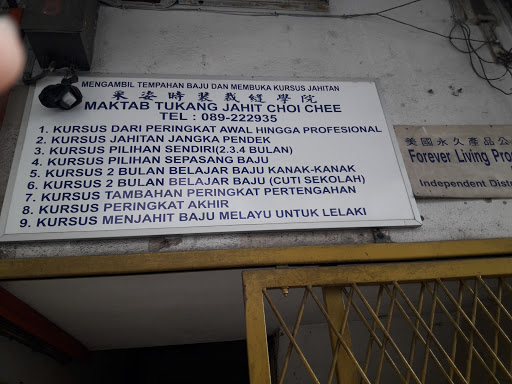 MENGAMBIL TEMPAHAN BAJU DAN MEMBUKA KURSUS JAHITAN
采姿時裝裁縫學院
MAKTAB TUKANG JAHIT CHOI CHEE
TEL : 089-222935
1. KURSUS DARI PERINGKAT AWAL HINGGA PROFESIONAL
2. KURSUS JAHITAN JANGKA PENDEK
3. KURSUS PILIHAN SENDIRI(2.3.4 BULAN)
4. KURSUS PILIHAN SEPASANG BAJU
5. KURSUS 2 BULAN BELAJAR BAJU KANAK-KANAK
6. KURSUS 2 BULAN BELAJAR BAJU (CUTI SEKOLAH)
7. KURSUS TAMBAHAN PERINGKAT PERTENGAHAN
8. KURSUS PERINGKAT AKHIR
9. KURSUS MENJAHIT BAJU MELAYU UNTUK LELAKI
美國永久產品公
Forever Living Pro
Independent Distr